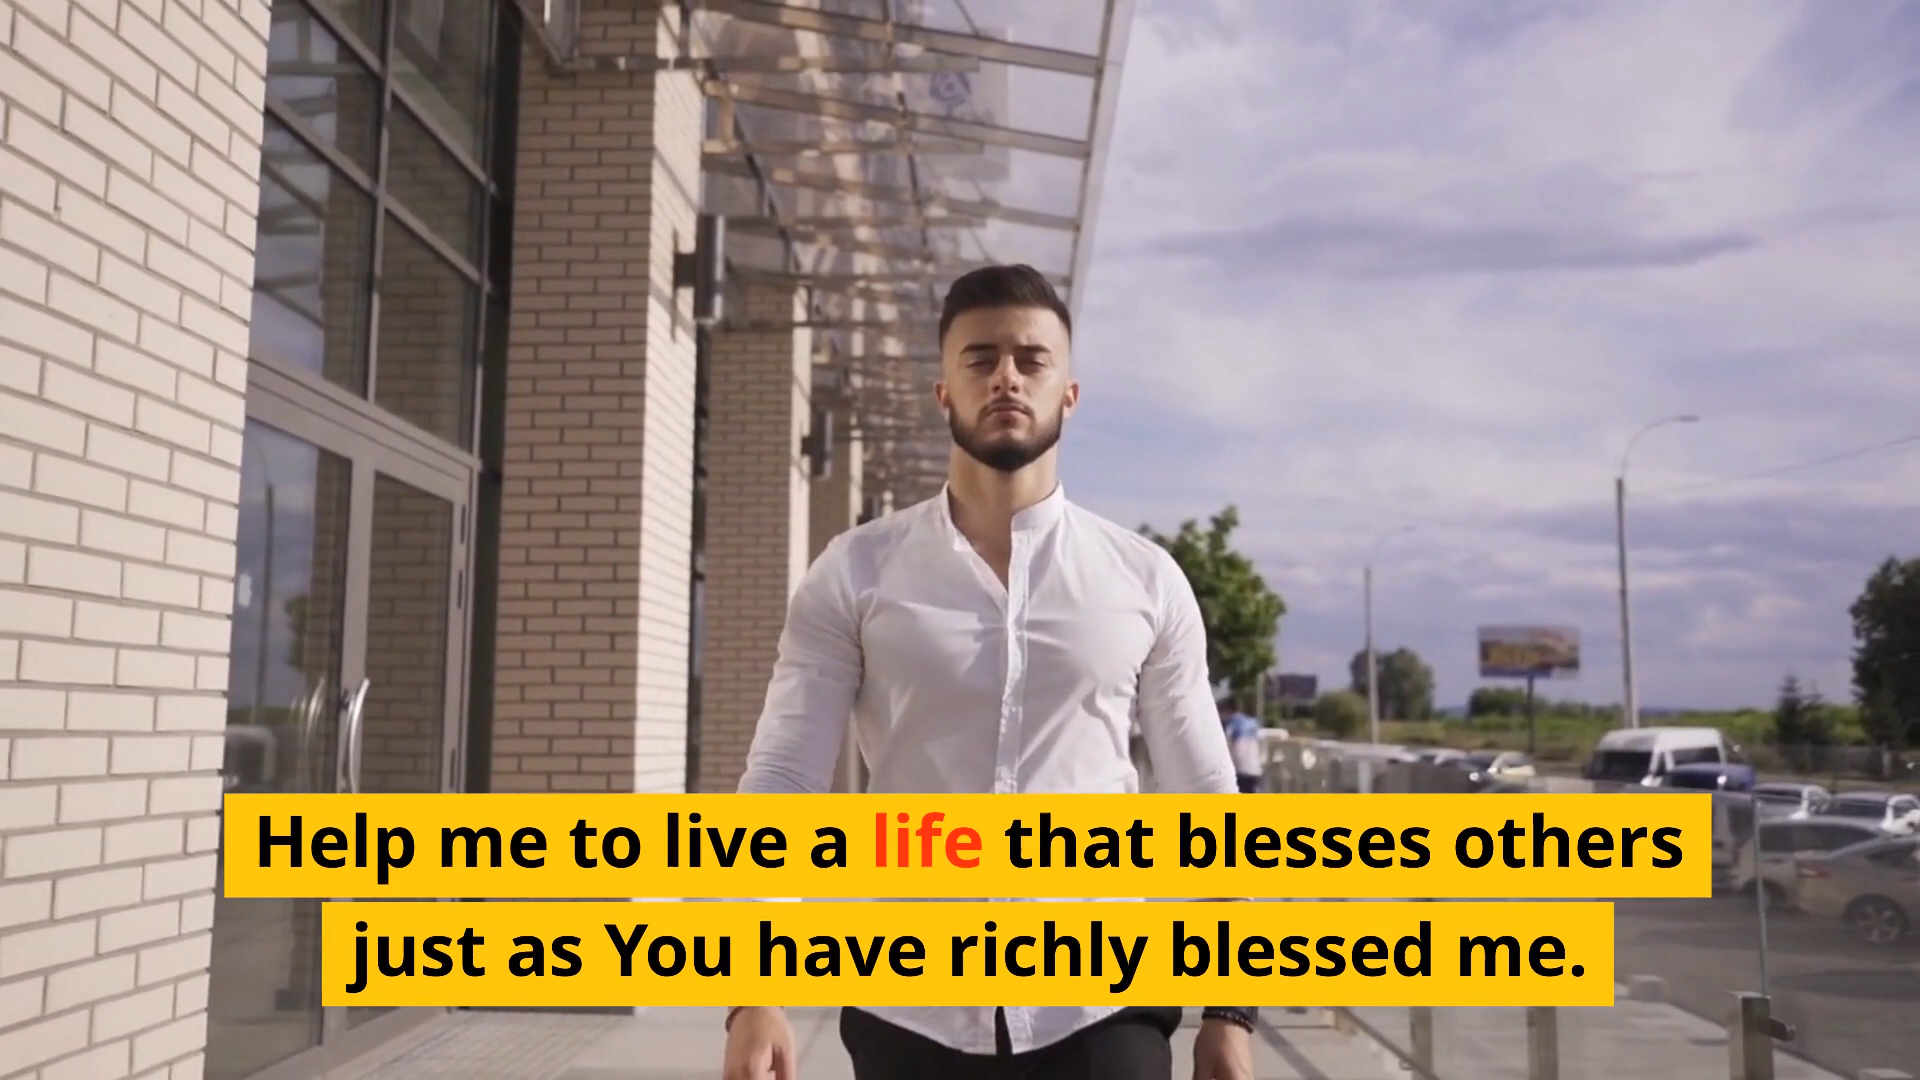 Help me to live a life that blesses others
just as You have richly blessed me.